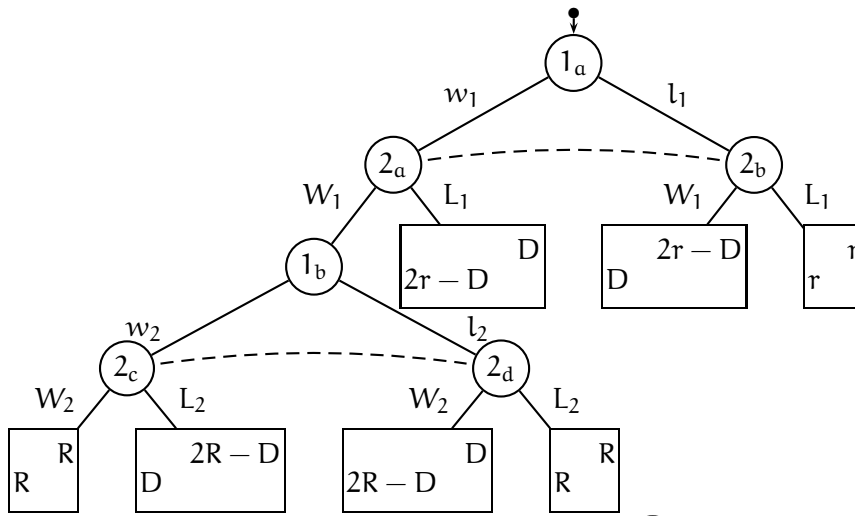 1a
w1 l1
2a 2b
W1 L1 W1 L1
D 2r − D
1b
2r − D D r
w2 l2
2c 2d
W2 L2 W2 L2
R 2R − D D R
R D 2R − D R